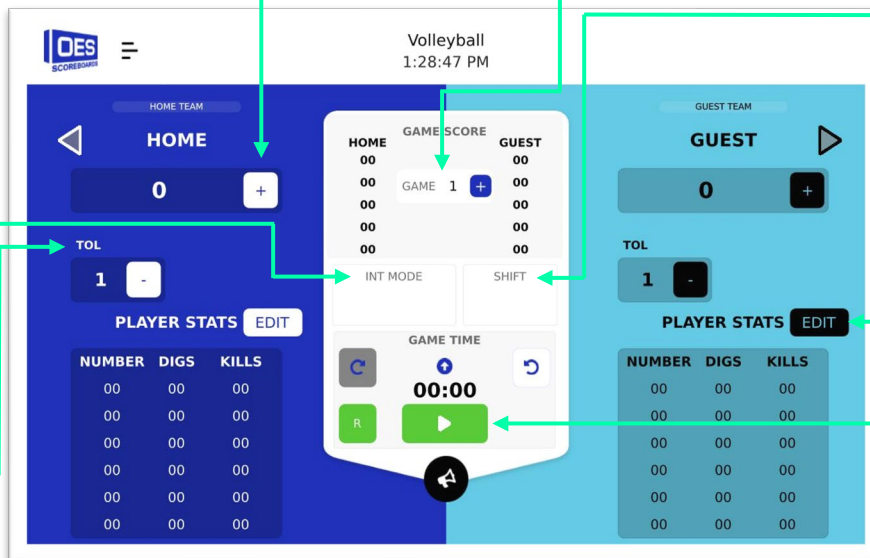 OES
SCOREBOARDS
Volleyball
1:28:47 PM
HOME TEAM
HOME
0 +
TOL
1 -
PLAYER STATS EDIT
NUMBER DIGS KILLS
00 00 00
00 00 00
00 00 00
00 00 00
00 00 00
00 00 00
GAME SCORE
HOME GUEST
00 00
00 GAME 1 + 00
00 00
00 00
00 00
INT MODE SHIFT
GAME TIME
00:00
R
GUEST TEAM
GUEST
0 +
TOL
1 -
PLAYER STATS EDIT
NUMBER DIGS KILLS
00 00 00
00 00 00
00 00 00
00 00 00
00 00 00
00 00 00